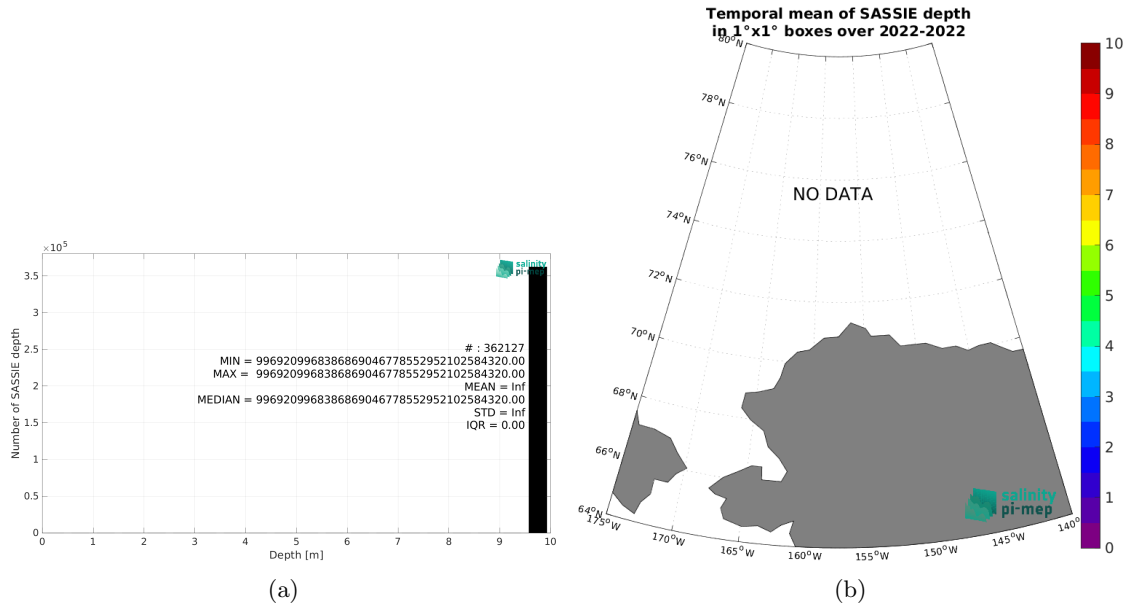 ×10⁵
3.5
3
2.5
2
1.5
1
0.5
0
0 1 2 3 4 5 6 7 8 9 10
Number of SASSIE depth
Depth [m]
salinity
pi-mep
# : 362127
MIN = 9969209968386869046778552952102584320.00
MAX = 9969209968386869046778552952102584320.00
MEAN = Inf
MEDIAN = 9969209968386869046778552952102584320.00
STD = Inf
IQR = 0.00
(a)
Temporal mean of SASSIE depth
in 1°x1° boxes over 2022-2022
80°N
78°N
76°N
74°N
72°N
70°N
68°N
66°N
64°N
175°W
170°W
165°W
160°W
155°W
150°W
145°W
140°
NO DATA
salinity
pi-mep
10
9
8
7
6
5
4
3
2
1
0
(b)